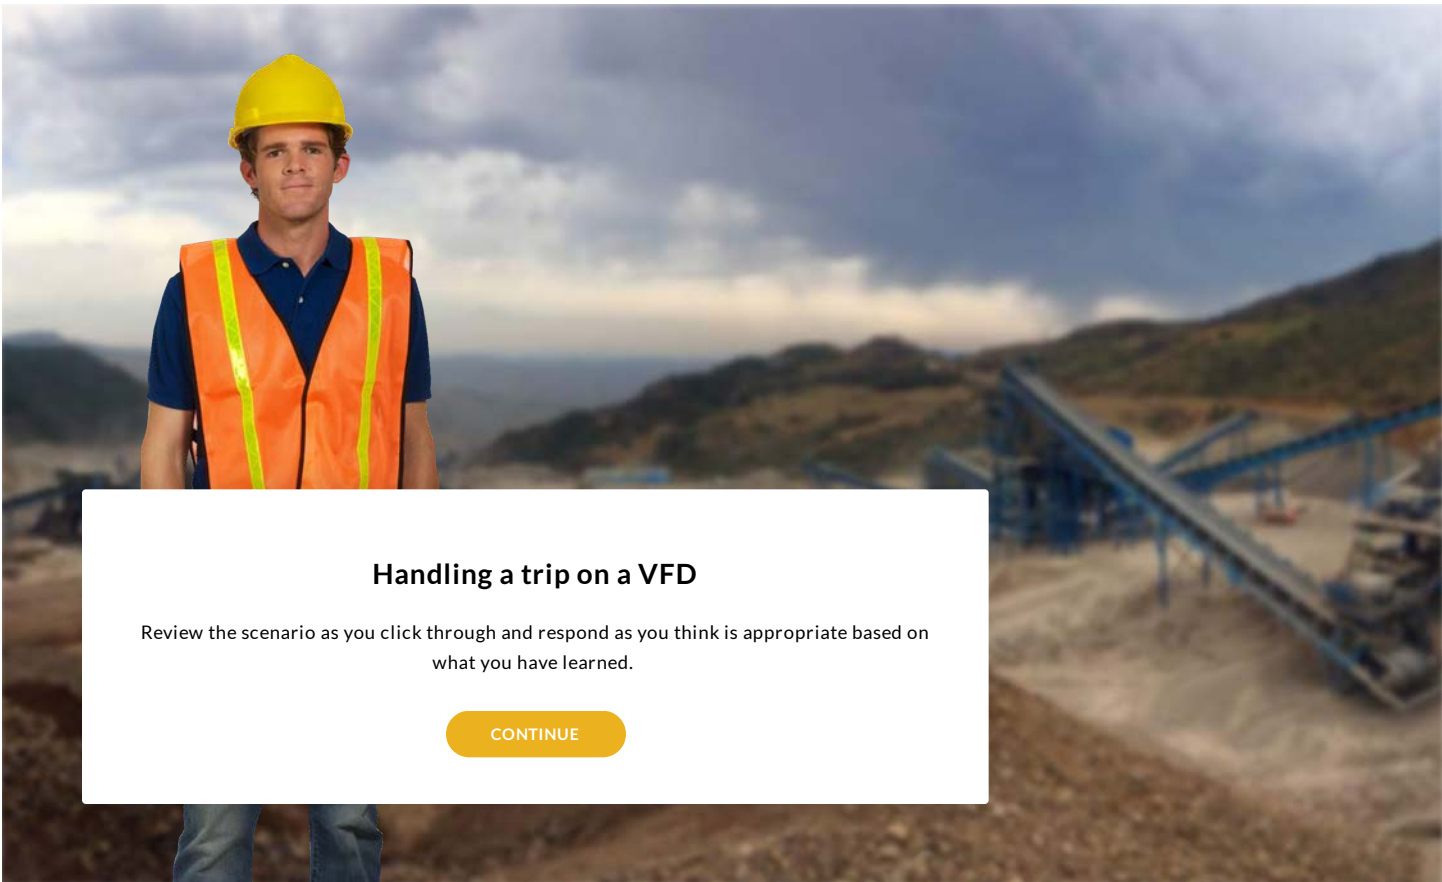 Handling a trip on a VFD
Review the scenario as you click through and respond as you think is appropriate based on
what you have learned.
CONTINUE